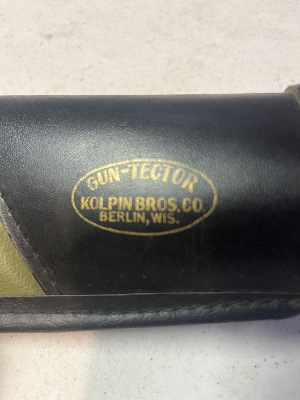 GUN-TECTOR
KOLPIN BROS. CO.
BERLIN, WIS.